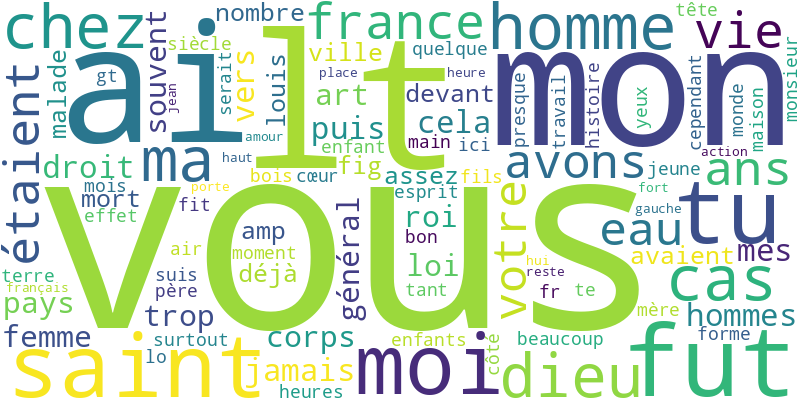 chez
ai
lt
nombre
france
homme
vie
tête
monsieur
siècle
souvent
jean
malade
gt
serait
vers
louis
ville
place
quelque
heure
devant
mon
presque
travail
histoire
yeux
cependant
monde
maison
étaient
droit
ma
amour
haut
art
puis
enfant
main
cela
ici
avons
action
ans
jeune
fort
gauche
mois
mort
effet
porte
fit
bois
cœur
fig
assez
esprit
fils
roi
bon
loi
tant
votre
vous
eau
tu
avaient
mes
terre
français
pays
air
suis
père
trop
amp
moment
déjà
général
hui
reste
fr
te
mère
cas
hommes
forme
femme
surtout
lo
corps
enfants
côté
beaucoup
saint
jamais
heures
moi
dieu
fut